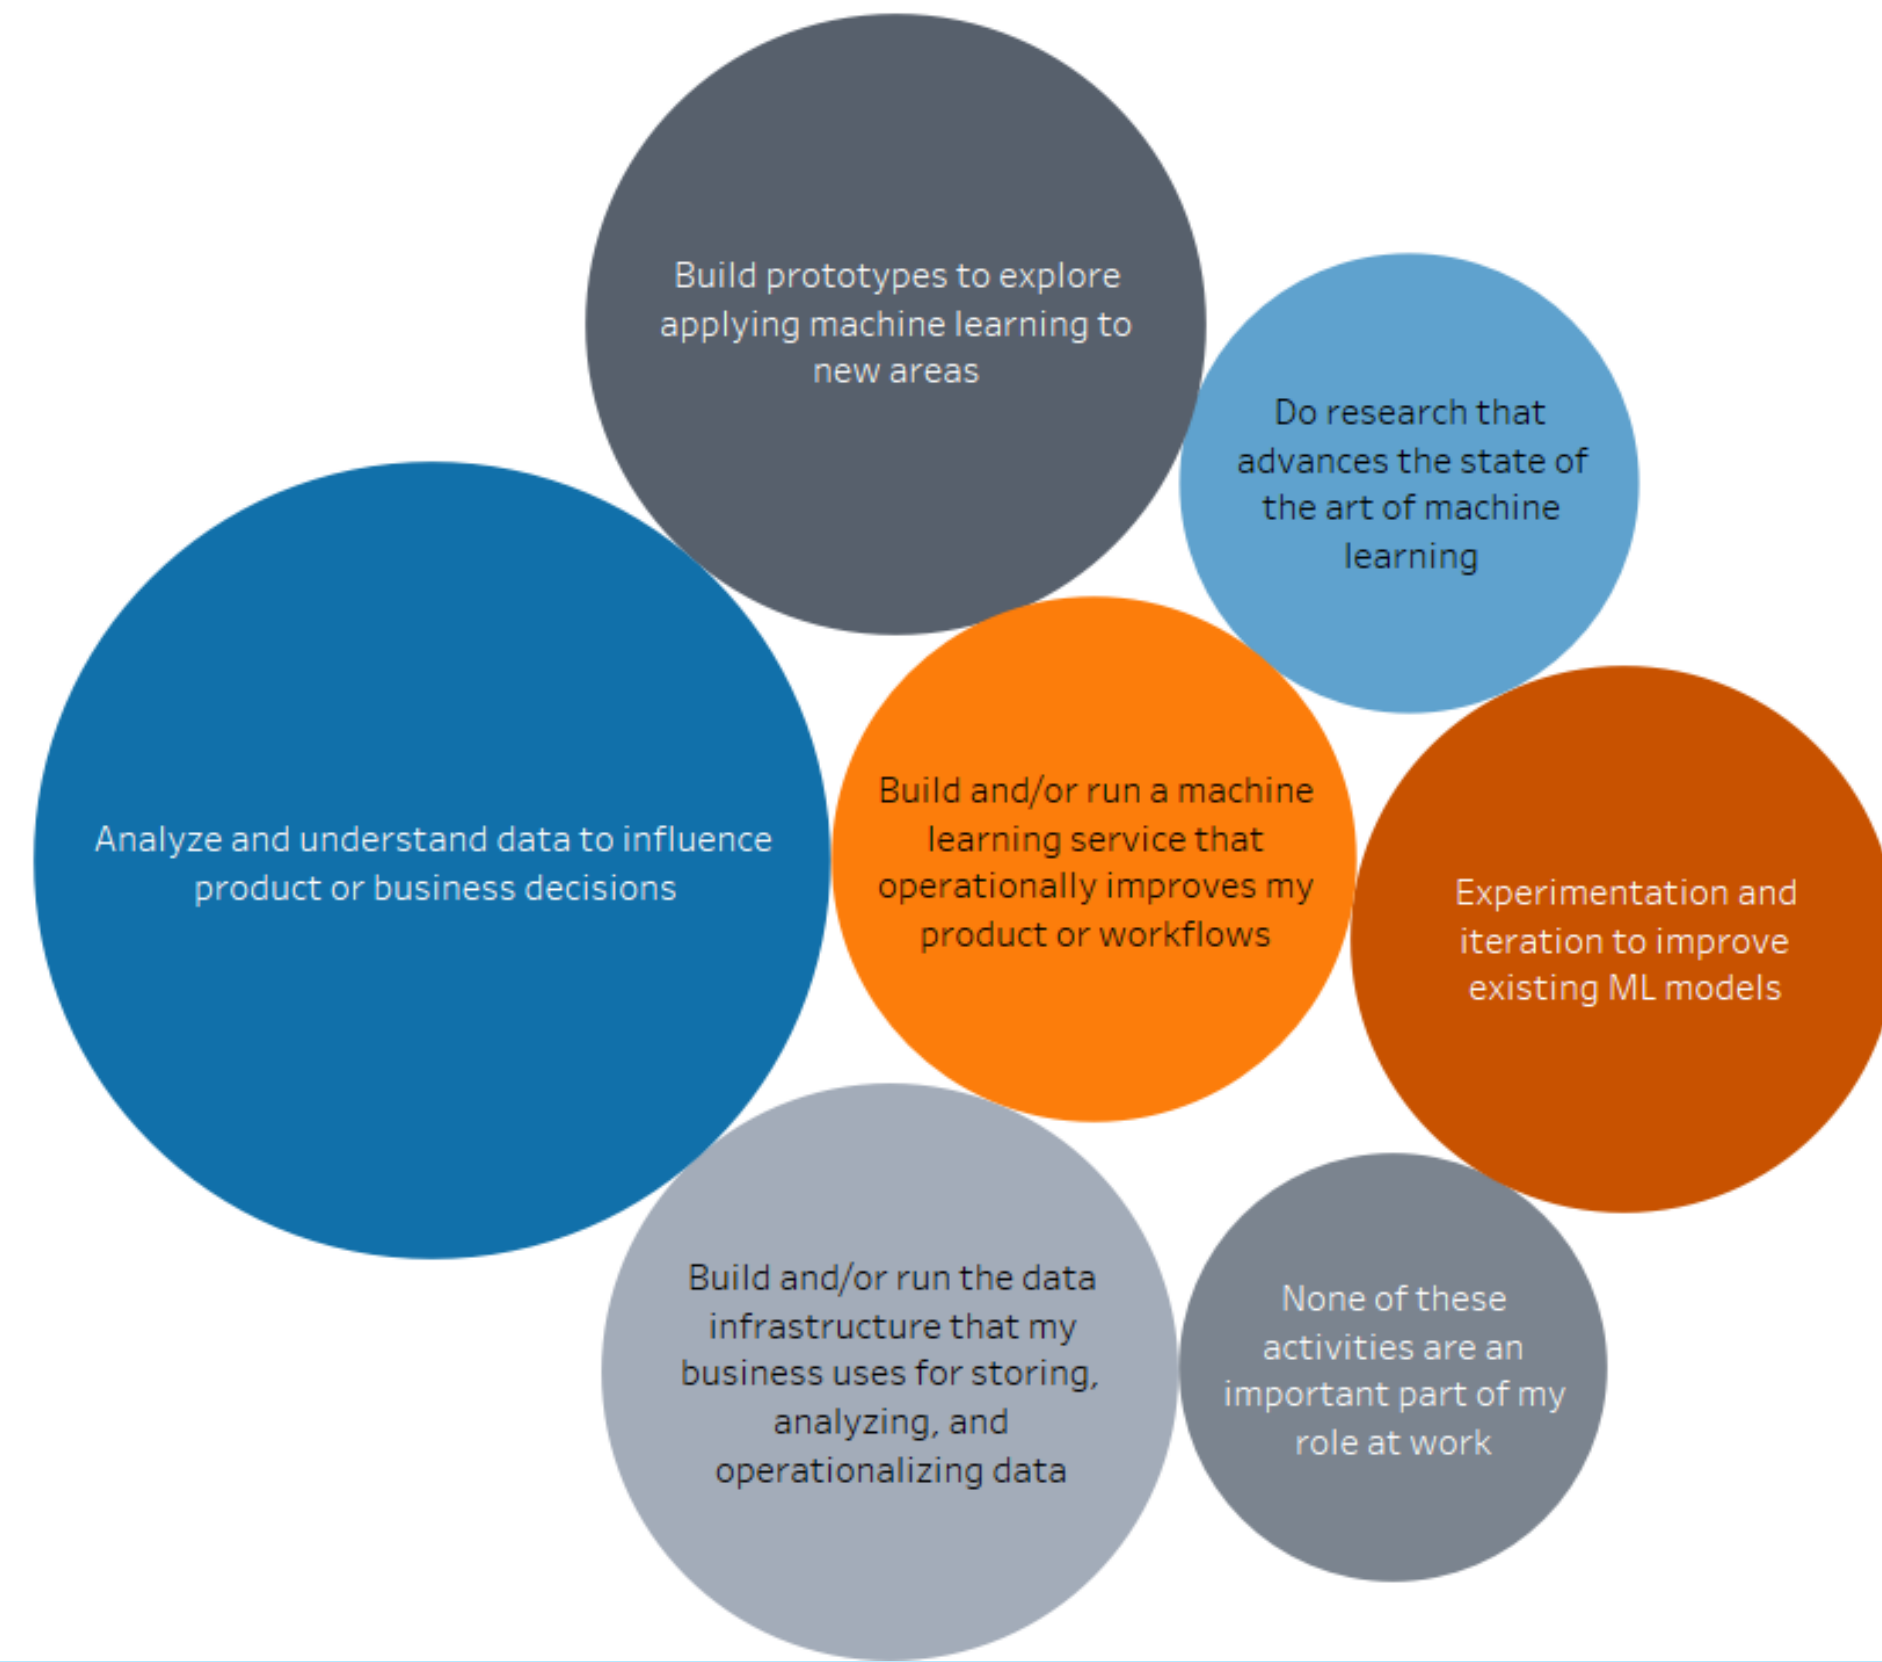 Build prototypes to explore
applying machine learning to
new areas
Do research that
advances the state of
the art of machine
learning
Analyze and understand data to influence
product or business decisions
Build and/or run a machine
learning service that
operationally improves my
product or workflows
Experimentation and
iteration to improve
existing ML models
Build and/or run the data
infrastructure that my
business uses for storing,
analyzing, and
operationalizing data
None of these
activities are an
important part of my
role at work